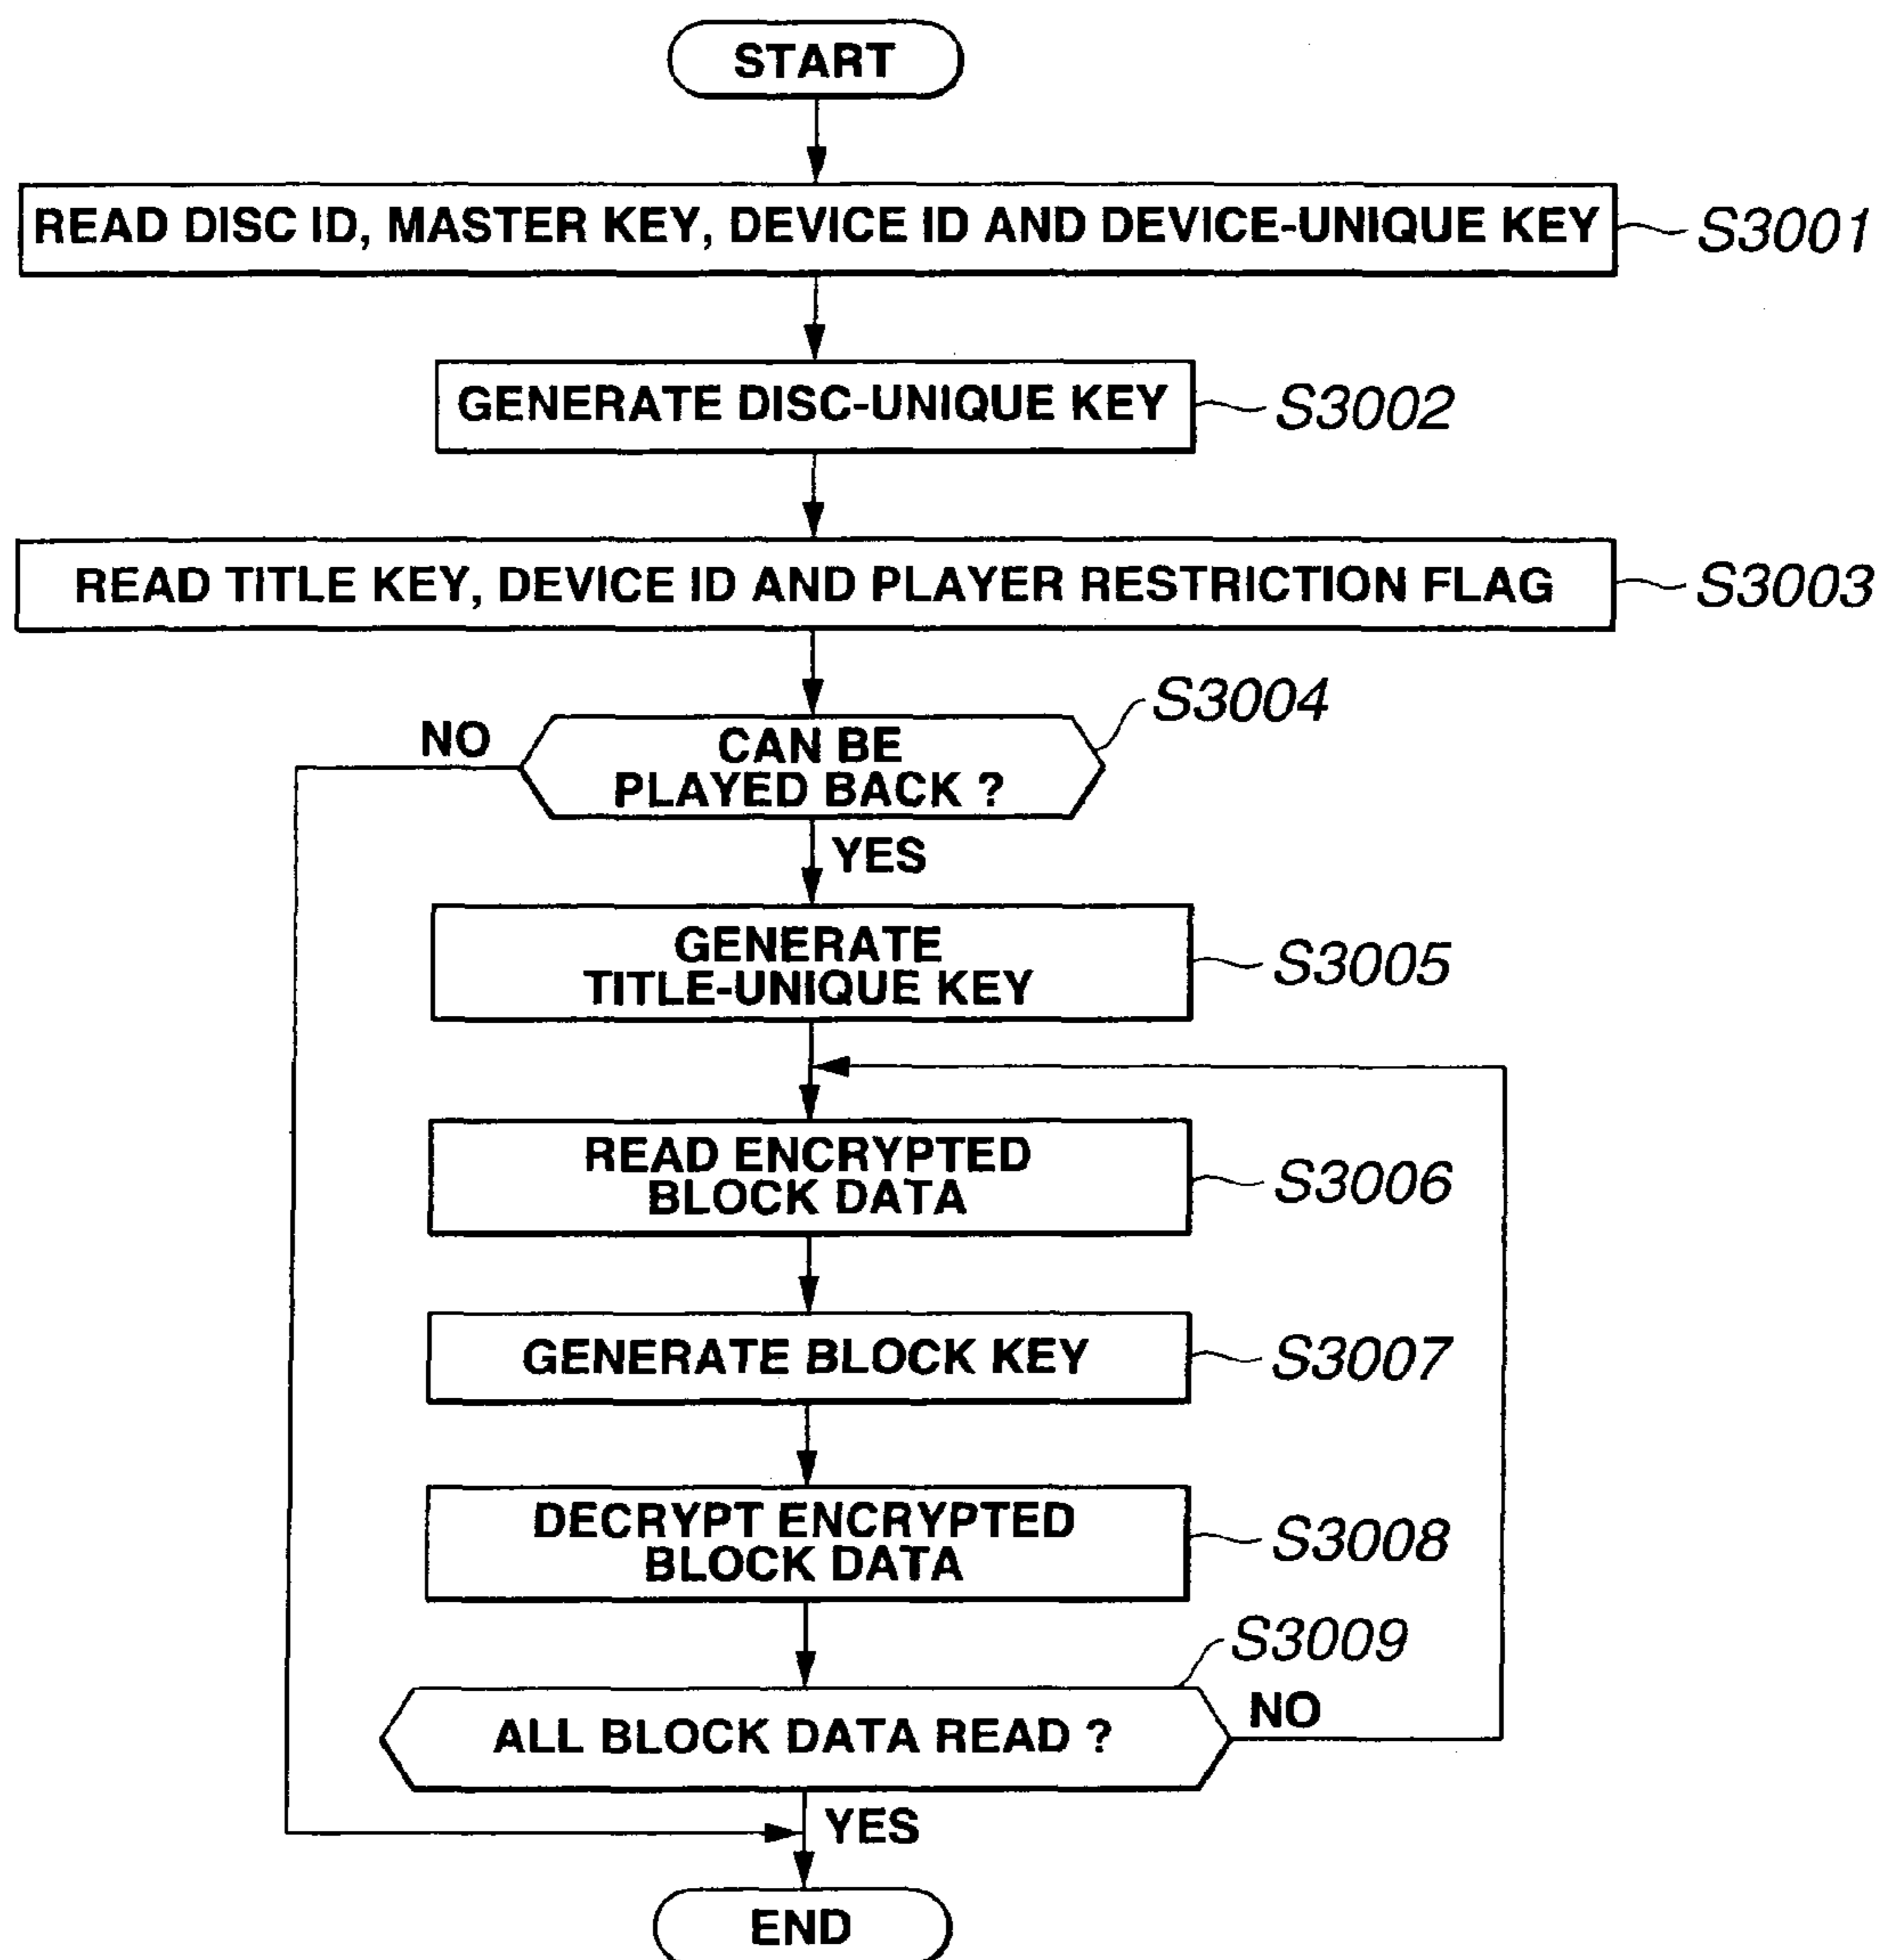 START
READ DISC ID, MASTER KEY, DEVICE ID AND DEVICE-UNIQUE KEY
S3001
GENERATE DISC-UNIQUE KEY
S3002
READ TITLE KEY, DEVICE ID AND PLAYER RESTRICTION FLAG
S3003
S3004
NO
CAN BE
PLAYED BACK ?
YES
GENERATE
TITLE-UNIQUE KEY
S3005
READ ENCRYPTED
BLOCK DATA
S3006
GENERATE BLOCK KEY
S3007
DECRYPT ENCRYPTED
BLOCK DATA
S3008
S3009
ALL BLOCK DATA READ ?
NO
YES
END